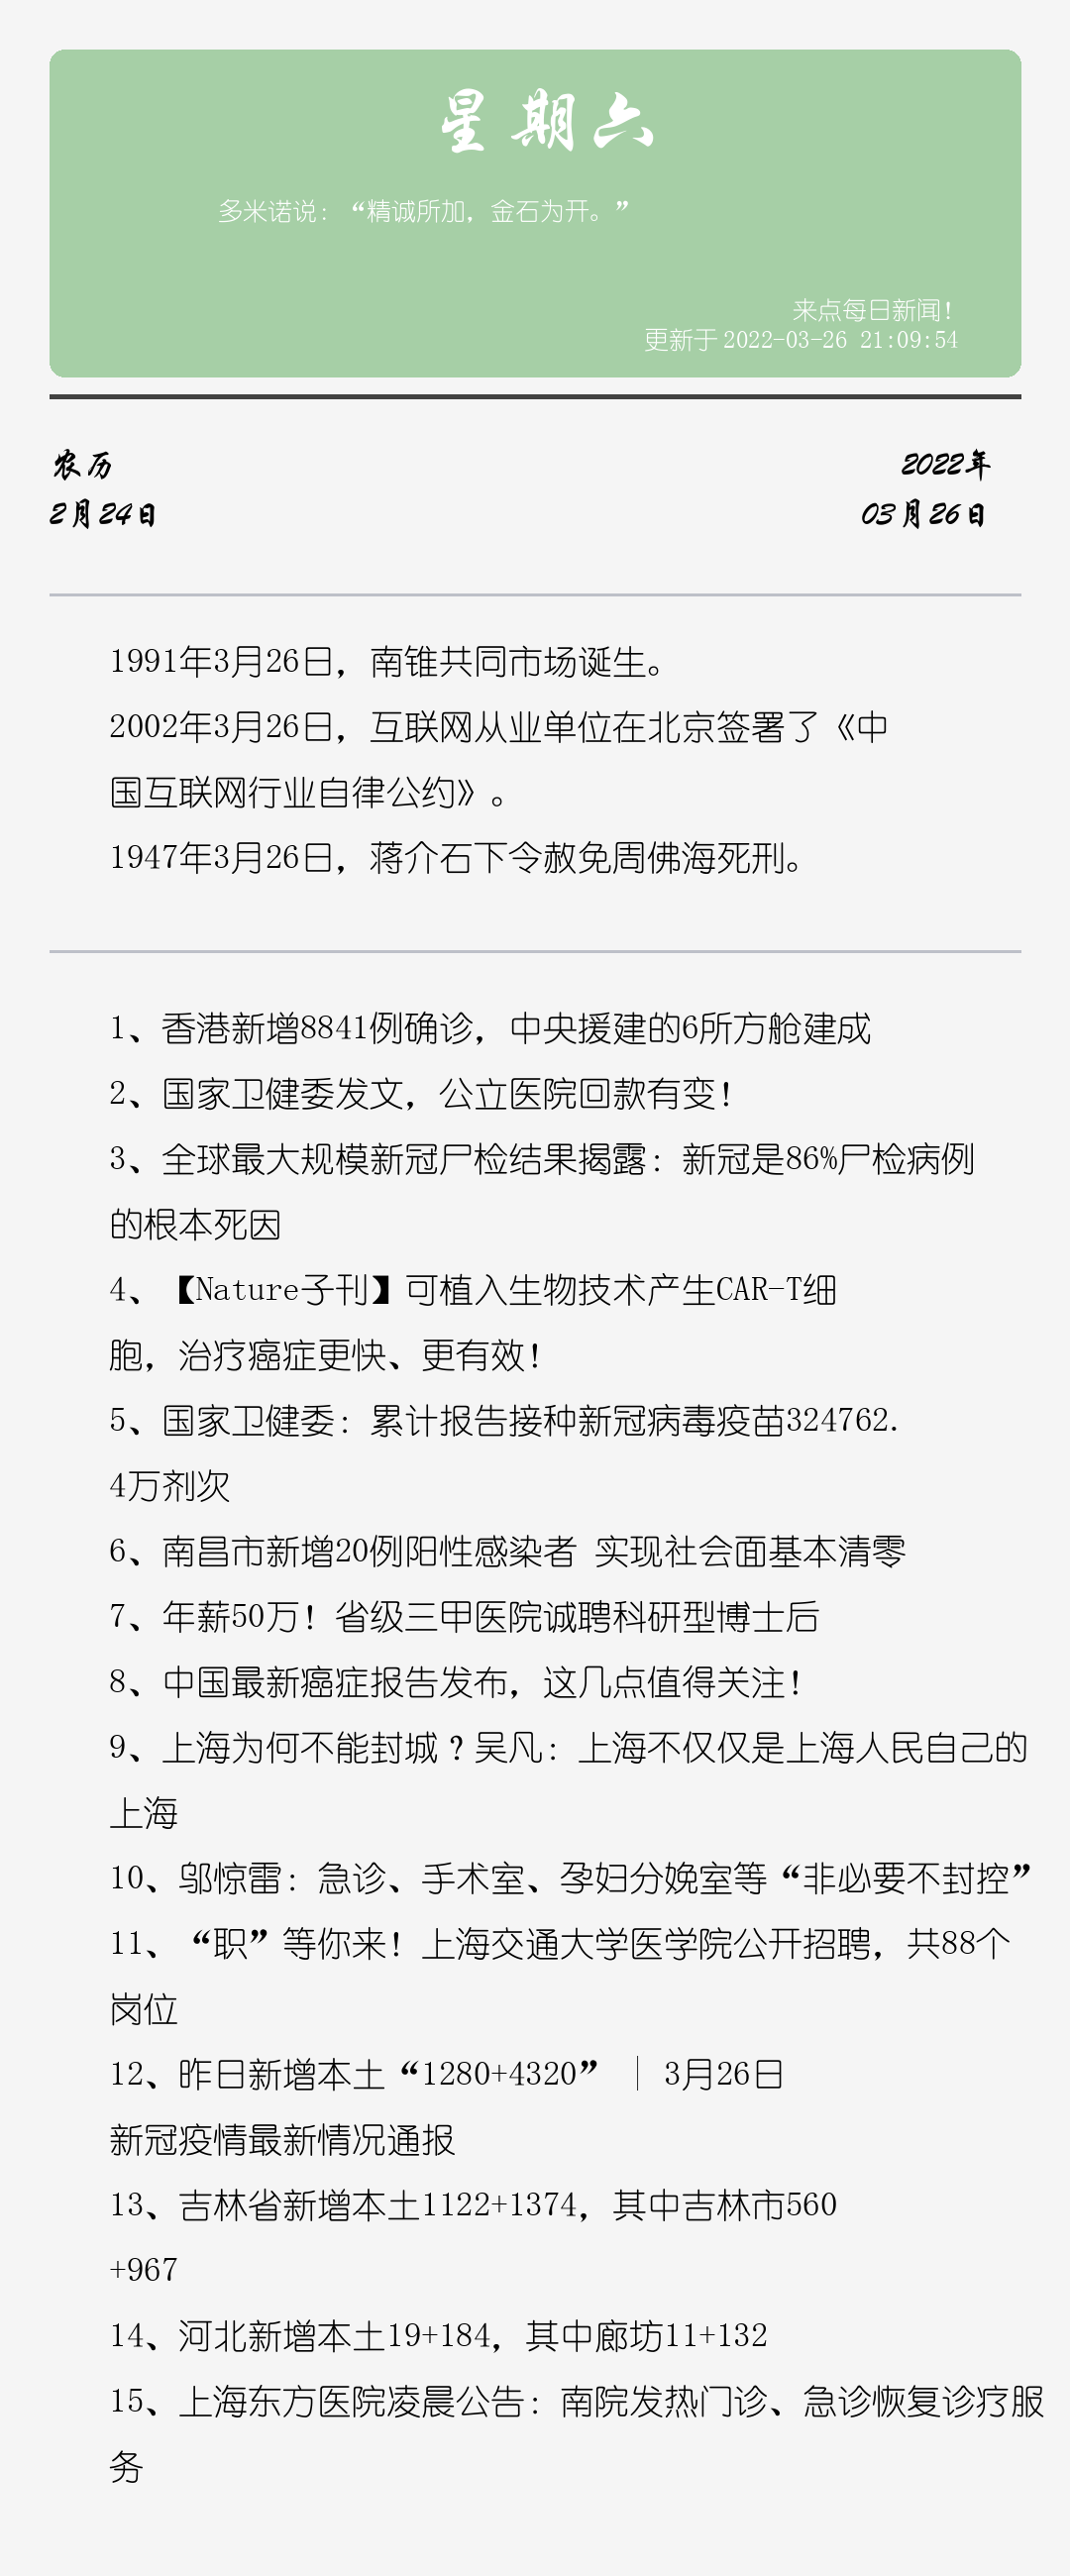 星期六
多米诺说：“精诚所加，金石为开。”
来点每日新闻！
更新于 2022-03-26 21:09:54
农历
2月24日
2022年
03月26日
1991年3月26日，南锥共同市场诞生。
2002年3月26日，互联网从业单位在北京签署了《中
国互联网行业自律公约》。
1947年3月26日，蒋介石下令赦免周佛海死刑。
1、香港新增8841例确诊，中央援建的6所方舱建成
2、国家卫健委发文，公立医院回款有变！
3、全球最大规模新冠尸检结果揭露：新冠是86%尸检病例
的根本死因
4、【Nature子刊】可植入生物技术产生CAR-T细
胞，治疗癌症更快、更有效！
5、国家卫健委：累计报告接种新冠病毒疫苗324762.
4万剂次
6、南昌市新增20例阳性感染者 实现社会面基本清零
7、年薪50万！省级三甲医院诚聘科研型博士后
8、中国最新癌症报告发布，这几点值得关注！
9、上海为何不能封城？吴凡：上海不仅仅是上海人民自己的
上海
10、邬惊雷：急诊、手术室、孕妇分娩室等“非必要不封控”
11、“职”等你来！上海交通大学医学院公开招聘，共88个
岗位
12、昨日新增本土“1280+4320”｜3月26日
新冠疫情最新情况通报
13、吉林省新增本土1122+1374，其中吉林市560
+967
14、河北新增本土19+184，其中廊坊11+132
15、上海东方医院凌晨公告：南院发热门诊、急诊恢复诊疗服
务